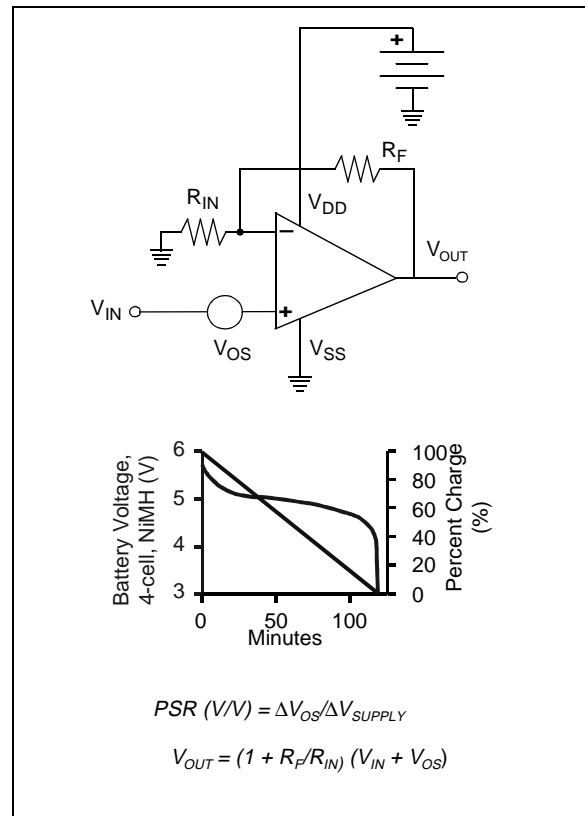 +
R_F
R_IN
V_DD
−
V_OUT
V_IN
+
V_OS
V_SS
Battery Voltage,
4-cell, NiMH (V)
6
5
4
3
100
80
60
40
20
0
Percent Charge
(%)
0 50 100
Minutes
PSR (V/V) = ΔV_OS/ΔV_SUPPLY
V_OUT = (1 + R_F/R_IN) (V_IN + V_OS)